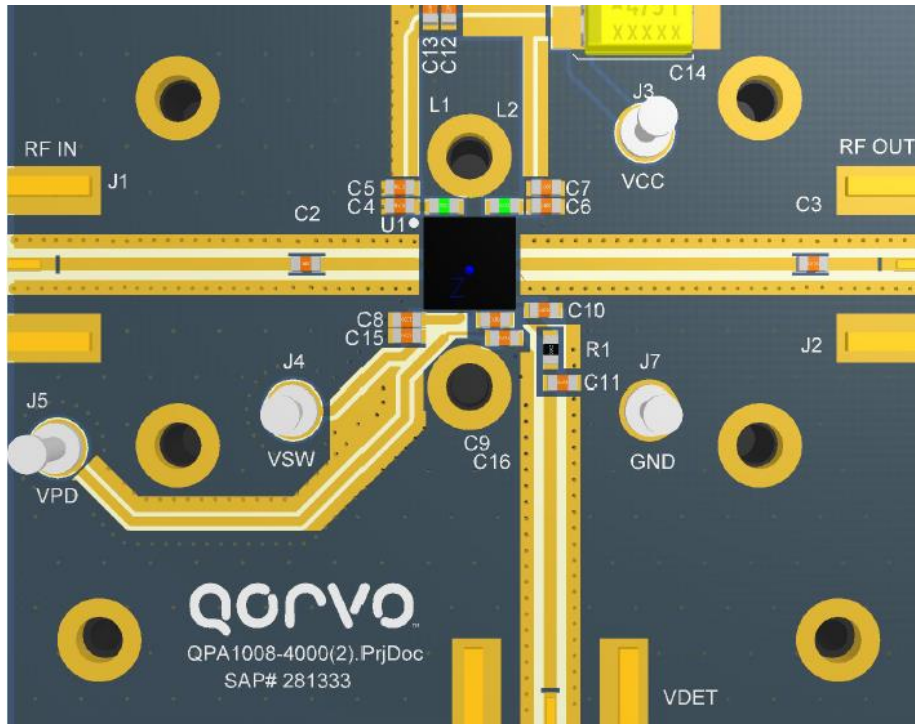 -4751
XXXXX
C13
C12
C14
J3
L1
L2
RF IN
RF OUT
J1
VCC
C5
C7
C4
C6
C2
C3
U1
Z
C8
C10
C15
R1
J2
J4
J7
C11
J5
C9
VSW
C16
GND
VPD
QORVO
QPA1008-4000(2).PrjDoc
SAP# 281333
VDET